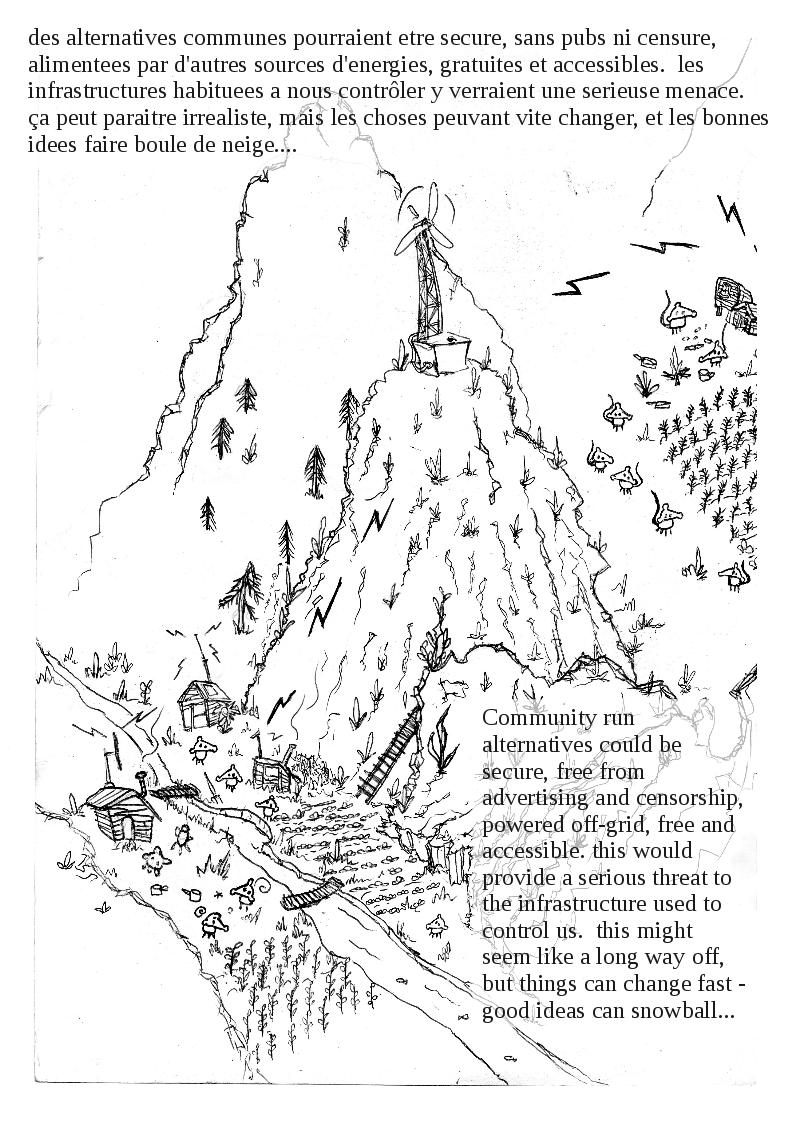 des alternatives communes pourraient etre secure, sans pubs ni censure,
alimentees par d'autres sources d'energies, gratuites et accessibles.  les
infrastructures habituees a nous contrôler y verraient une serieuse menace.
ça peut paraitre irrealiste, mais les choses peuvant vite changer, et les bonnes
idees faire boule de neige....
Community run
alternatives could be
secure, free from
advertising and censorship,
powered off-grid, free and
accessible. this would
provide a serious threat to
the infrastructure used to
control us.  this might
seem like a long way off,
but things can change fast -
good ideas can snowball...